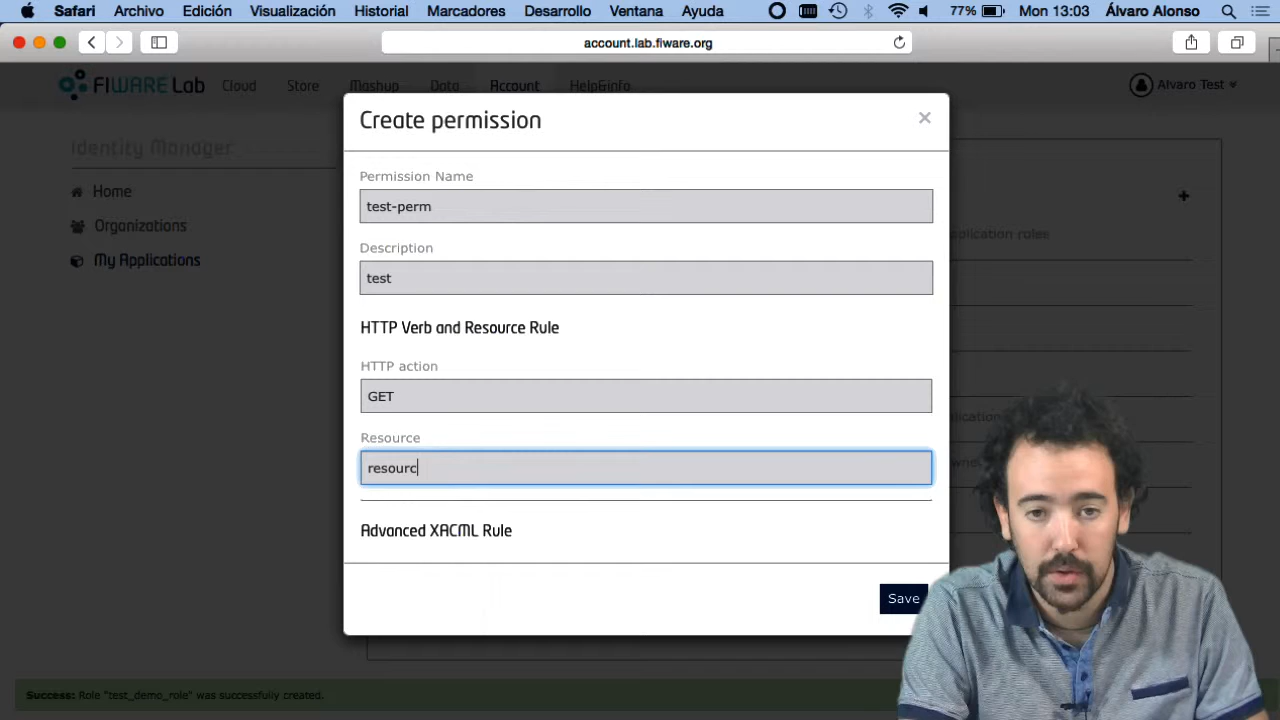 Safari Archivo Edición Visualización Historial Marcadores Desarrollo Ventana Ayuda 77% Mon 13:03 Álvaro Alonso
account.lab.fiware.org
FIWARE Lab Cloud Store Mashup Data Account Help&info Alvaro Test
Identity Manager
Home
Organizations
My Applications
Create permission ×
Permission Name
test-perm
Description
test
HTTP Verb and Resource Rule
HTTP action
GET
Resource
resourc
Advanced XACML Rule
Save
application roles
Success: Role "test_demo_role" was successfully created.